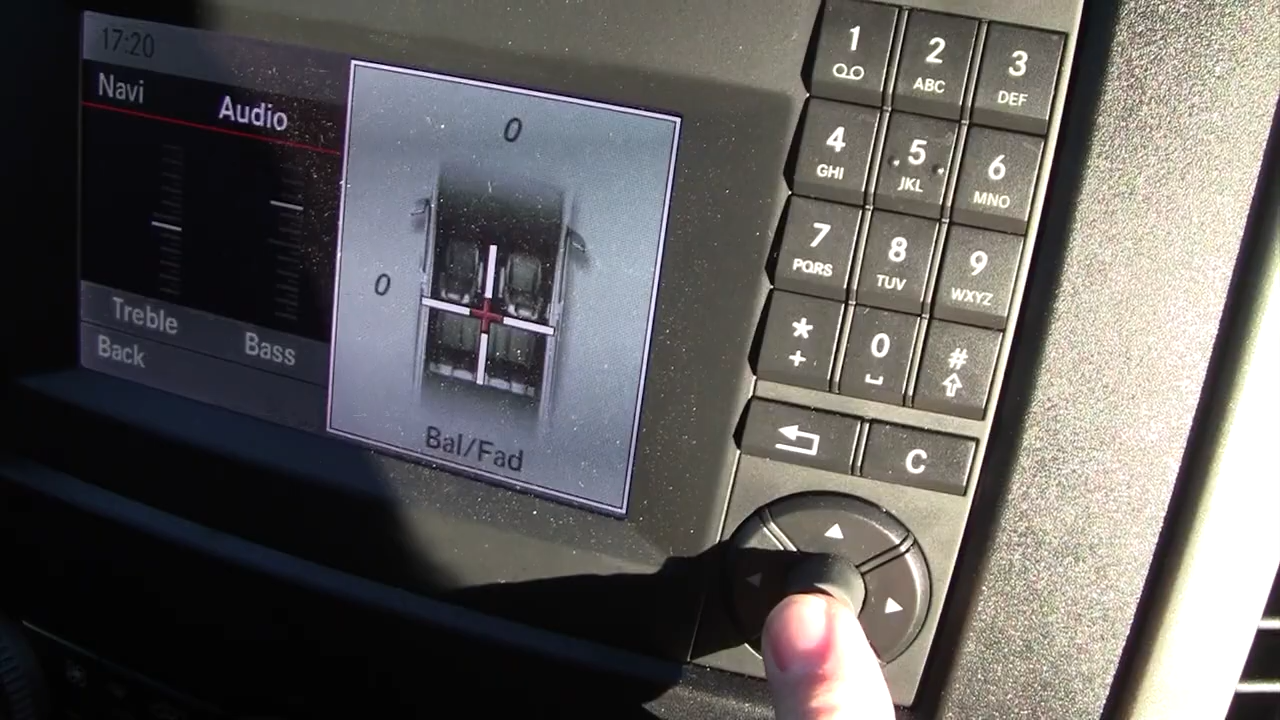 17:20
Navi
Audio
0
0
Treble
Bass
Back
Bal/Fad
1
2
ABC
3
DEF
4
GHI
5
JKL
6
MNO
7
PQRS
8
TUV
9
WXYZ
*
+
0
#
C